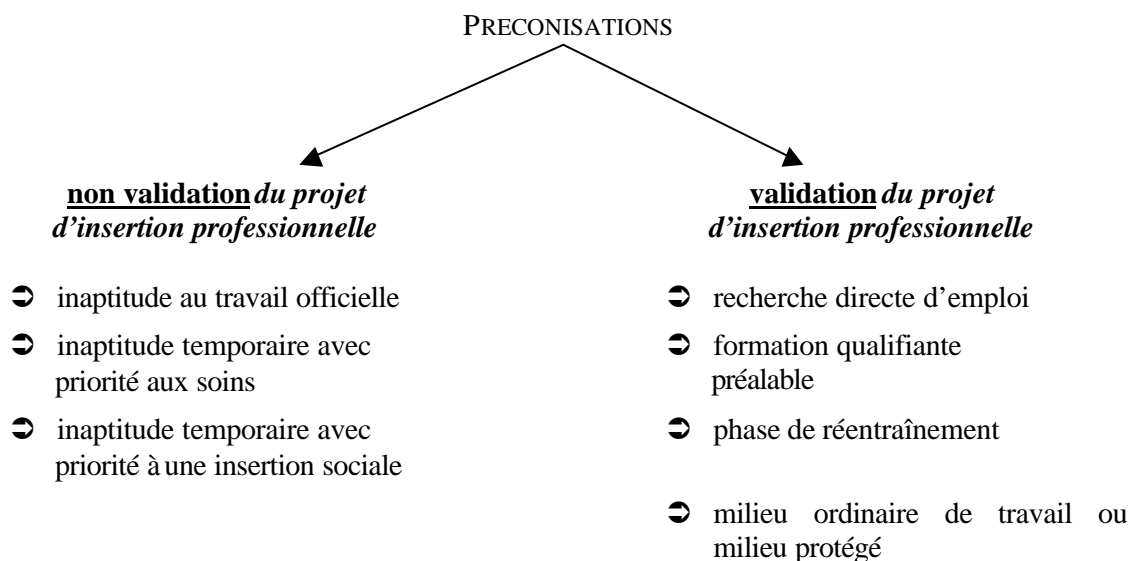 PRECONISATIONS
non validation du projet
d'insertion professionnelle
➲ inaptitude au travail officielle
➲ inaptitude temporaire avec
priorité aux soins
➲ inaptitude temporaire avec
priorité à une insertion sociale
validation du projet
d'insertion professionnelle
➲ recherche directe d'emploi
➲ formation qualifiante
préalable
➲ phase de réentraînement
➲ milieu ordinaire de travail ou
milieu protégé